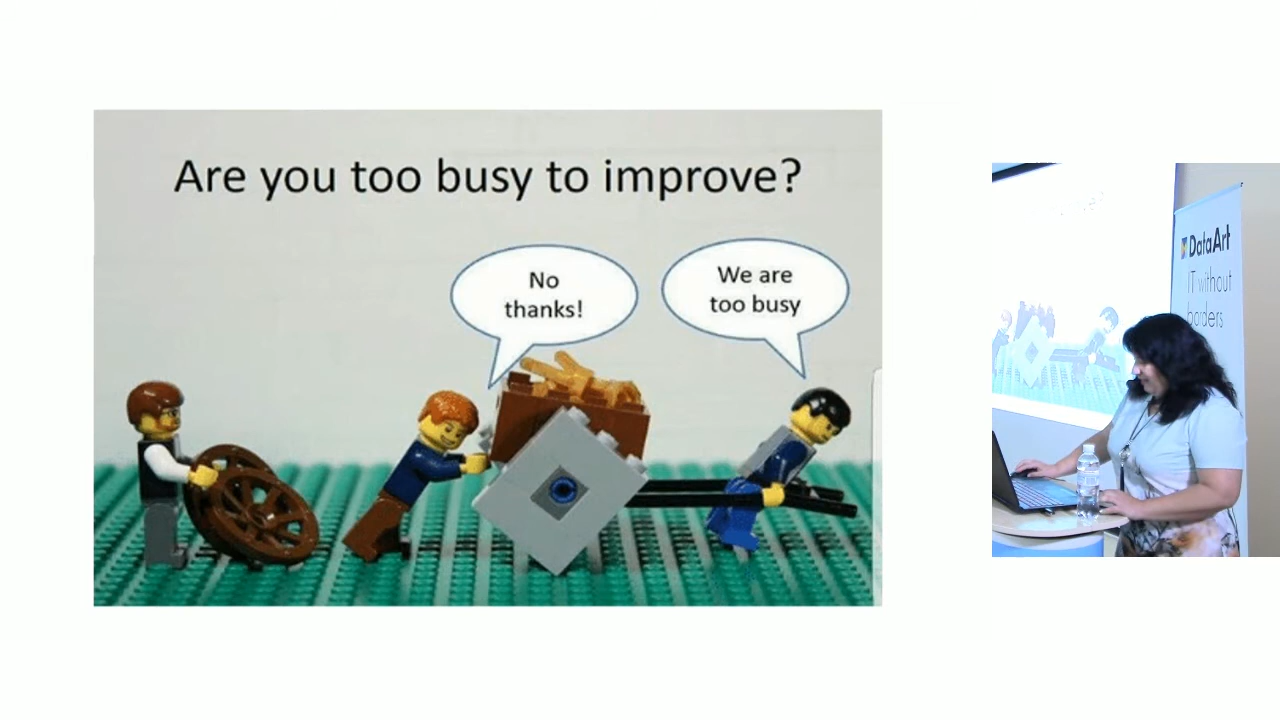 Are you too busy to improve?
No
thanks!
We are
too busy
DataArt
IT without
borders